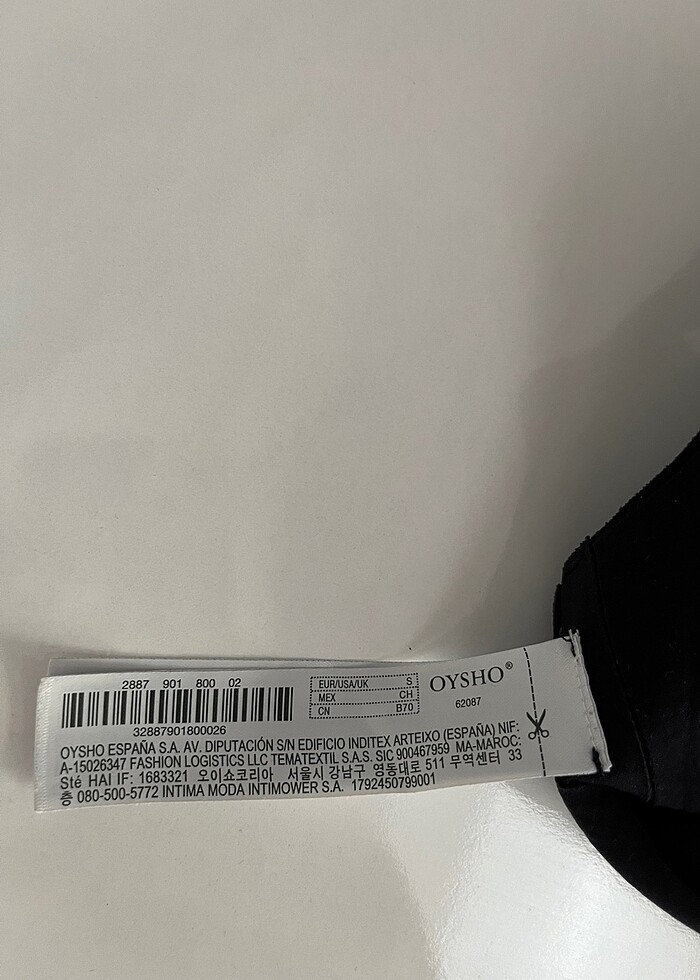 2887 901 800 02
32887901800026
EUR/USA/UK S
MEX CH
CN B70
OYSHO®
62087
OYSHO ESPAÑA S.A. AV. DIPUTACIÓN S/N EDIFICIO INDITEX ARTEIXO (ESPAÑA) NIF:
A-15026347 FASHION LOGISTICS LLC TEMATEXTIL S.A.S. SIC 900467959 MA-MAROC:
Sté HAI IF: 1683321 오이쇼코리아 서울시 강남구 영동대로 511 무역센터 33
층 080-500-5772 INTIMA MODA INTIMOWER S.A. 1792450799001